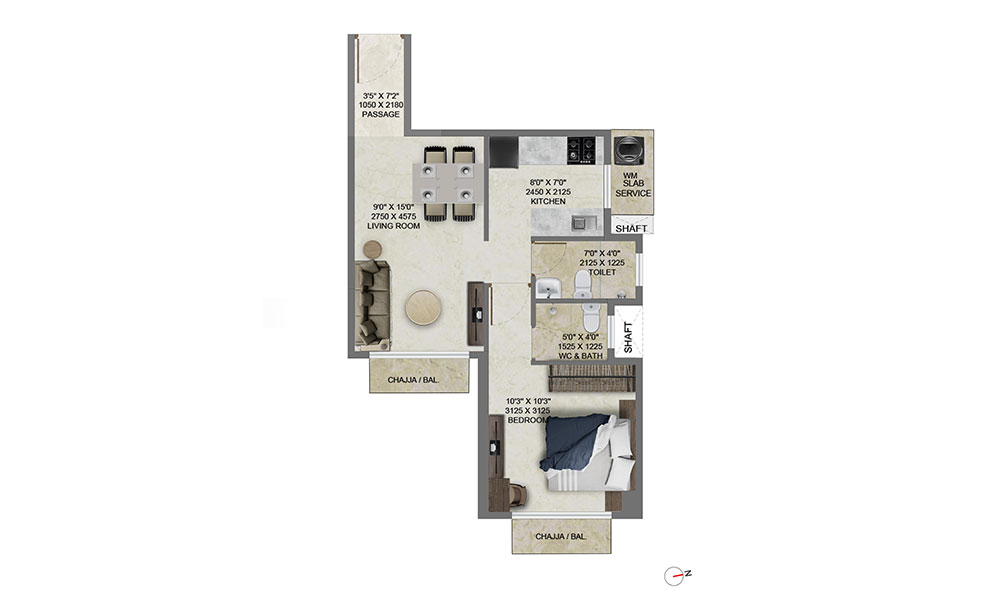 3'5" X 7'2"
1050 X 2180
PASSAGE
9'0" X 15'0"
2750 X 4575
LIVING ROOM
8'0" X 7'0"
2450 X 2125
KITCHEN
WM
SLAB
SERVICE
SHAFT
7'0" X 4'0"
2125 X 1225
TOILET
5'0" X 4'0"
1525 X 1225
WC & BATH
SHAFT
CHAJJA / BAL.
10'3" X 10'3"
3125 X 3125
BEDROOM
CHAJJA / BAL.
N